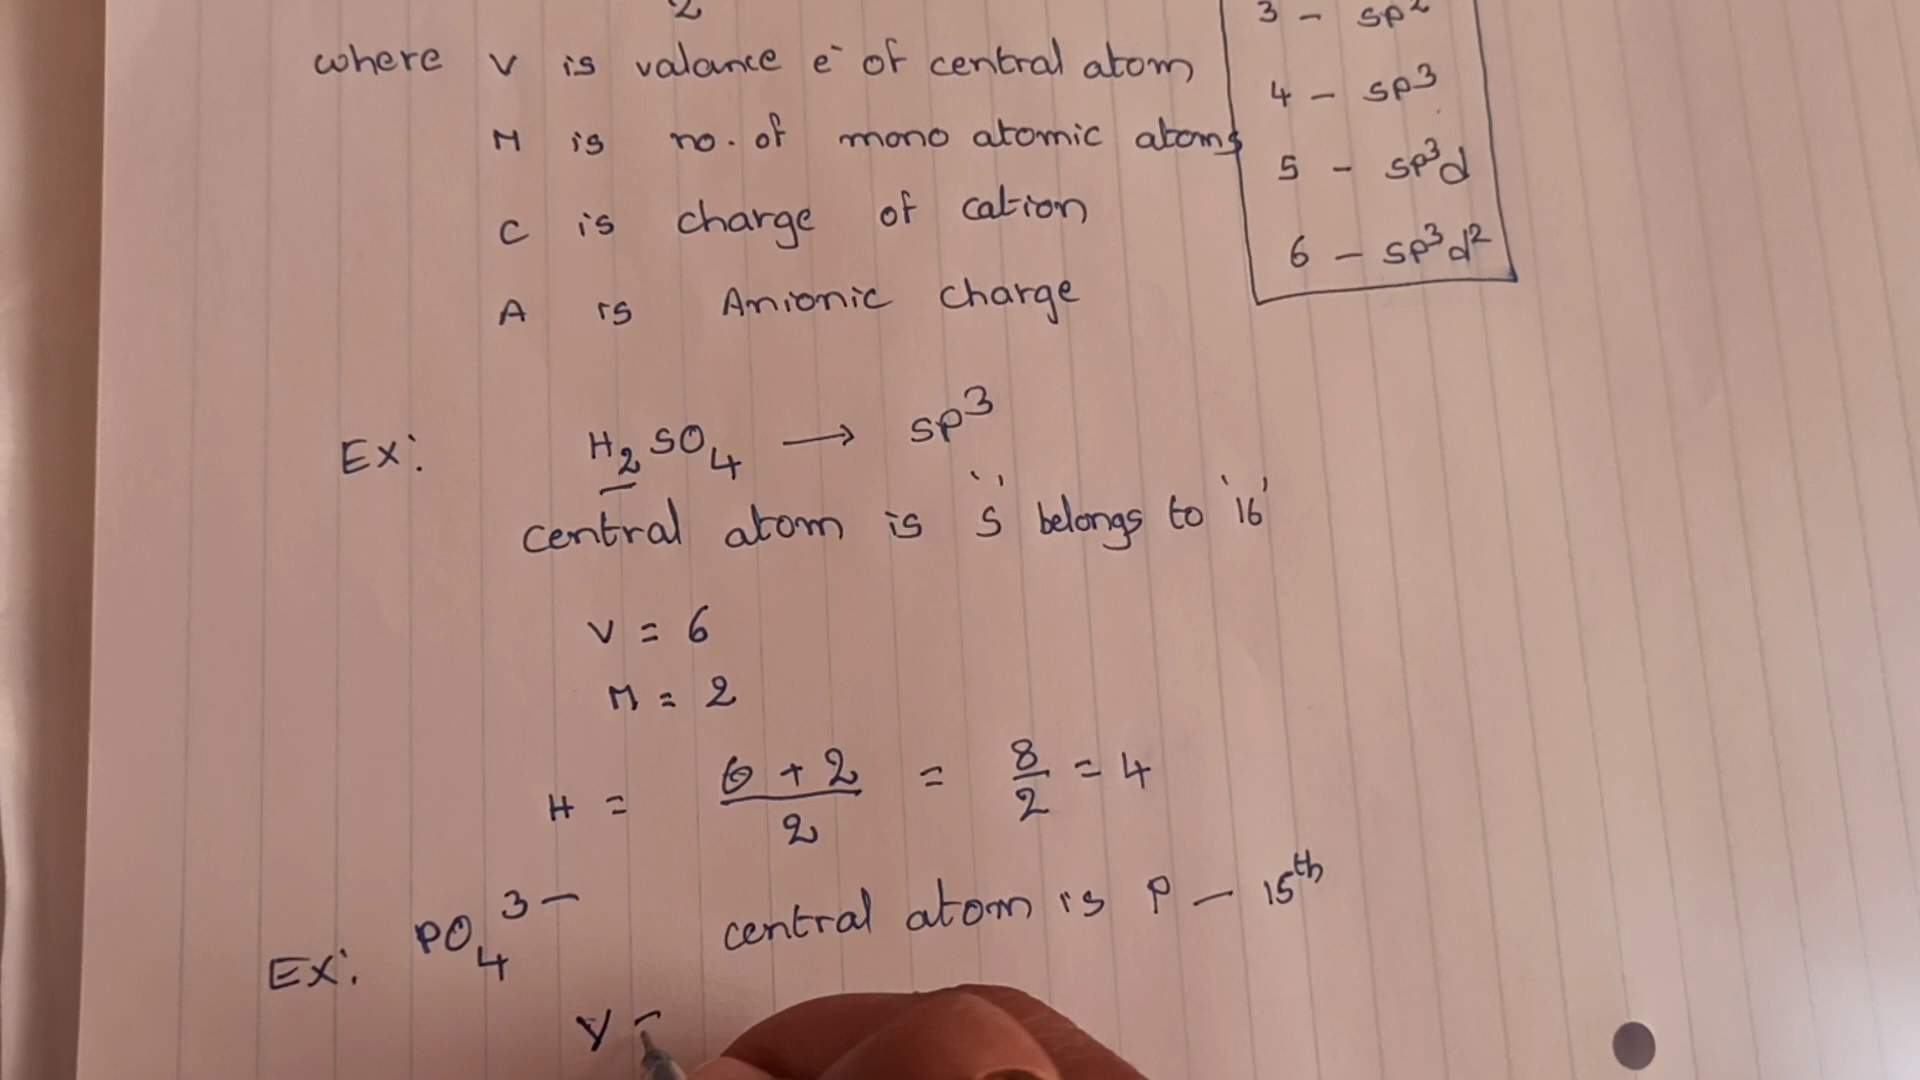 2
3 - sp²
where V is valance e⁻ of central atom
4 - sp³
M is no. of mono atomic atoms
5 - sp³d
C is charge of cation
6 - sp³d²
A is Anionic charge
Ex: H₂SO₄ → sp³
central atom is 'S' belongs to '16'
V = 6
M = 2
H = 6 + 2 / 2 = 8 / 2 = 4
Ex: PO₄³⁻ central atom is P - 15th
V =